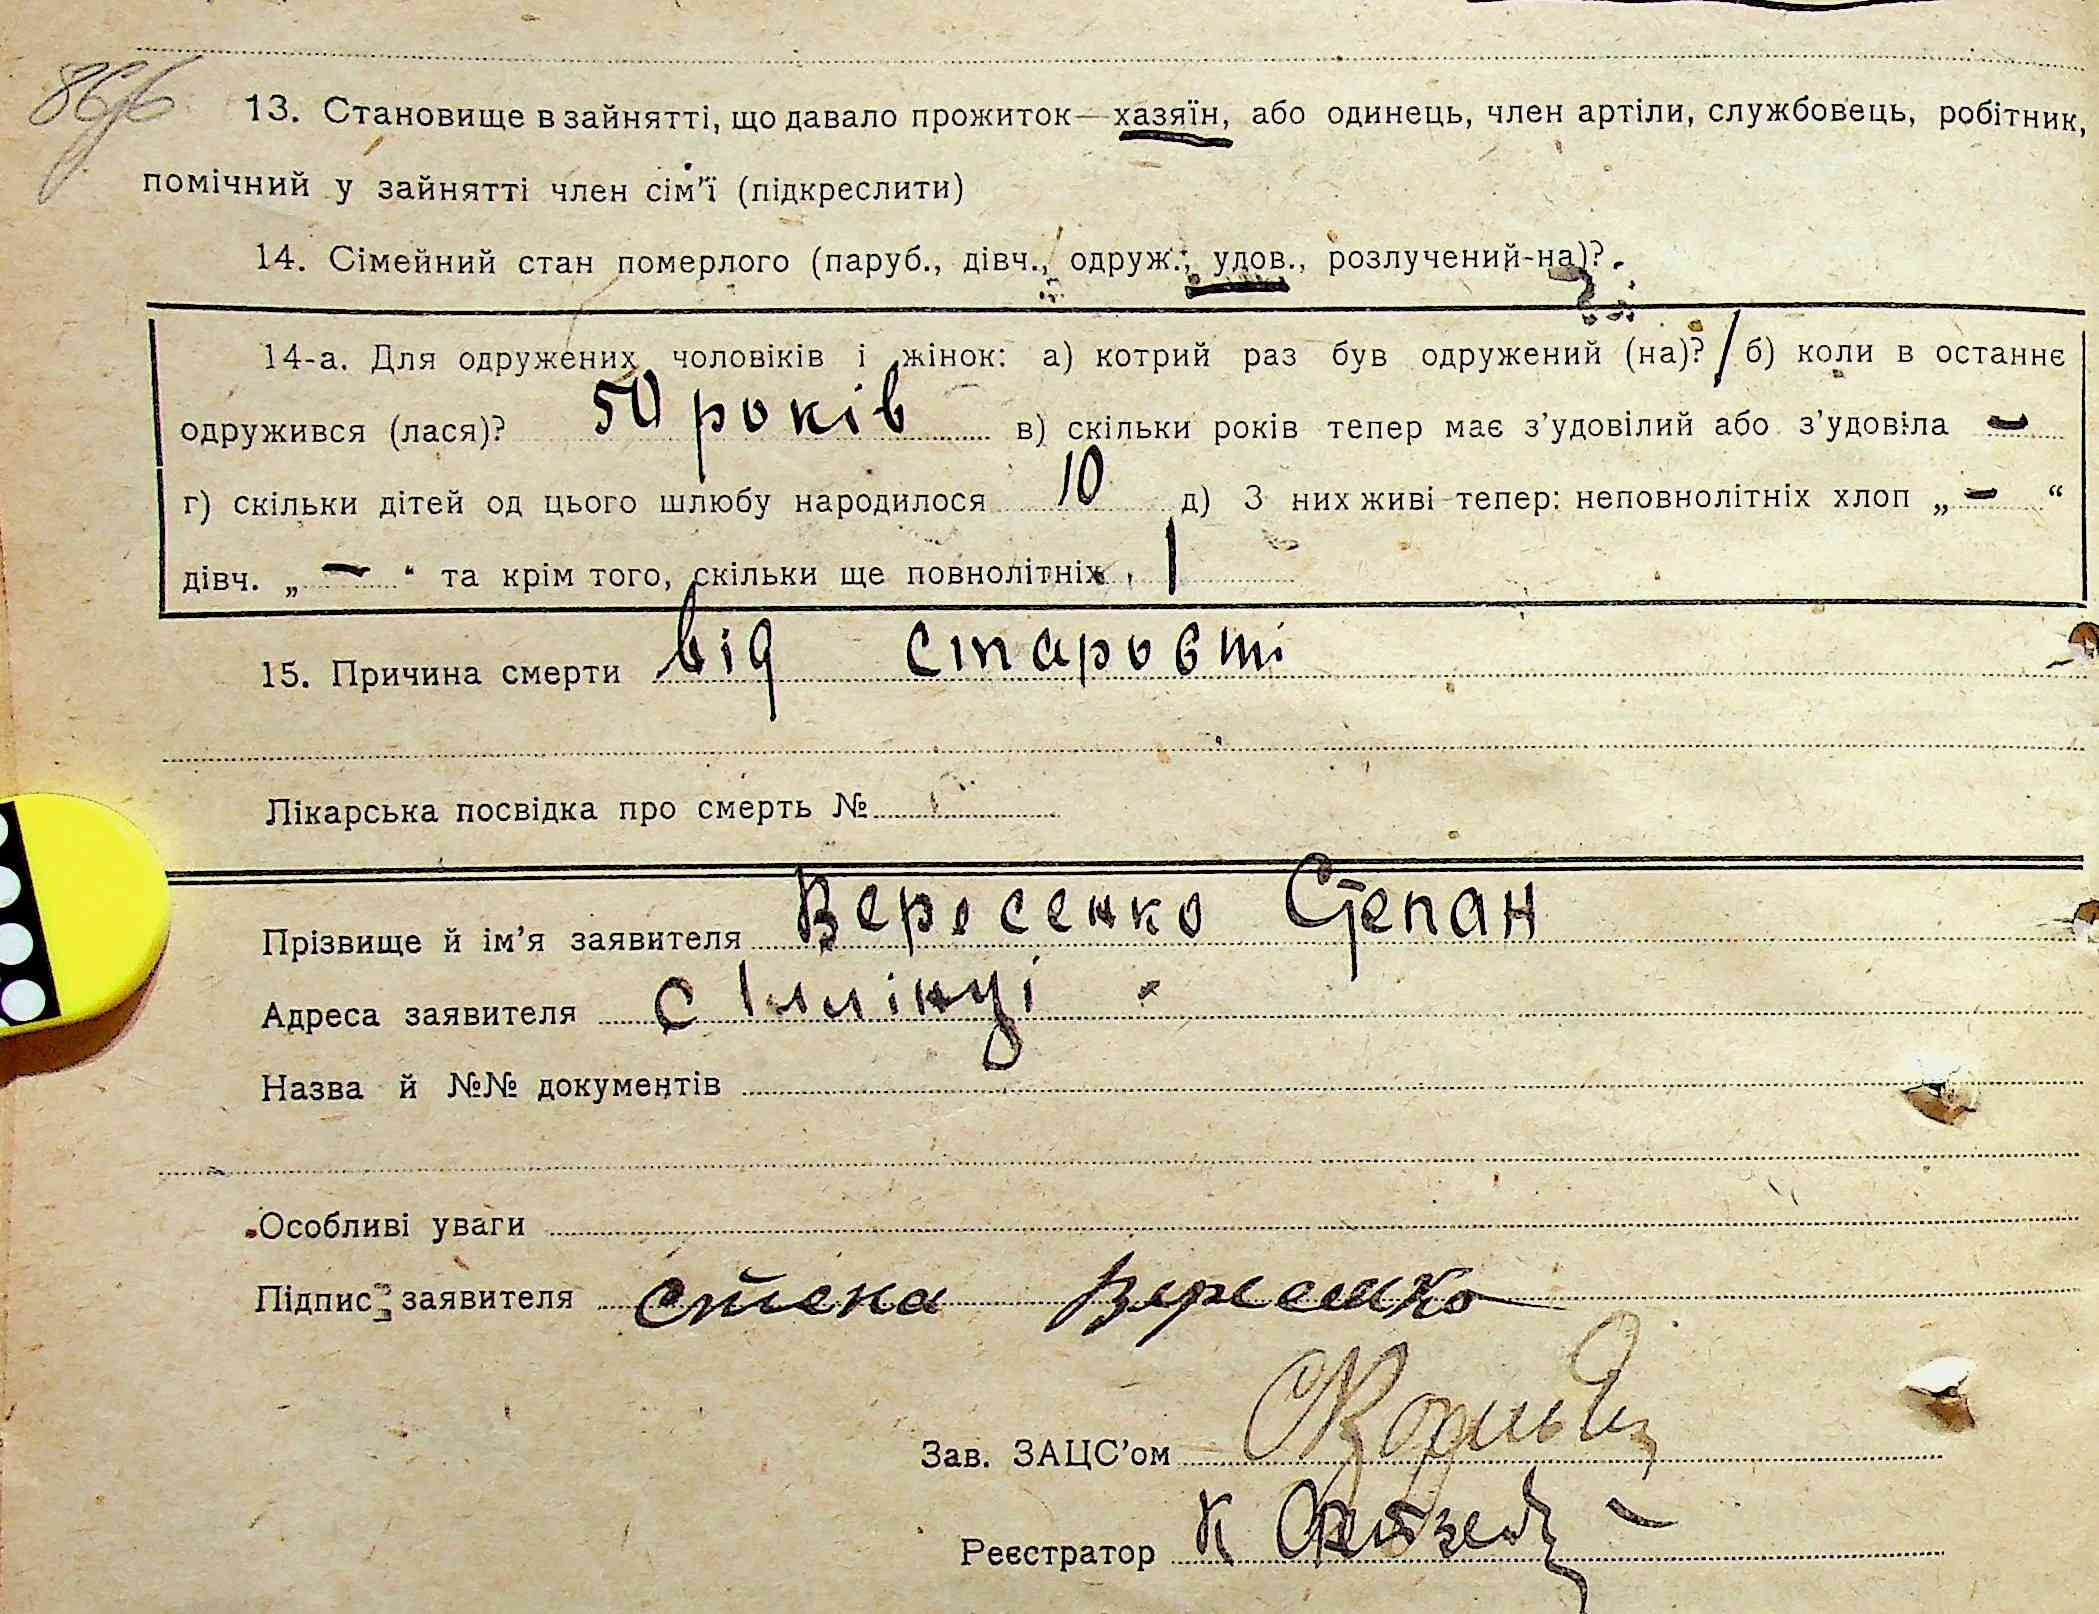 13. Становище в зайнятті, що давало прожиток—хазяїн, або одинець, член артіли, службовець, робітник,
помічний у зайнятті член сім'ї (підкреслити)
14. Сімейний стан померлого (паруб., дівч., одруж., удов., розлучений-на)?
14-а. Для одружених чоловіків і жінок: а) котрий раз був одружений (на)? / б) коли в останнє
одружився (лася)? 50 років в) скільки років тепер має з'удовілий або з'удовіла —
г) скільки дітей од цього шлюбу народилося 10 д) З них живі тепер: неповнолітніх хлоп „ — “
дівч. „ — “ та крім того, скільки ще повнолітніх 1
15. Причина смерти від старости
Лікарська посвідка про смерть №
Прізвище й ім'я заявителя Вересенко Степан
Адреса заявителя с Іллінці
Назва й №№ документів
Особливі уваги
Підпис заявителя Вересенко
Зав. ЗАЦС'ом
Реєстратор К